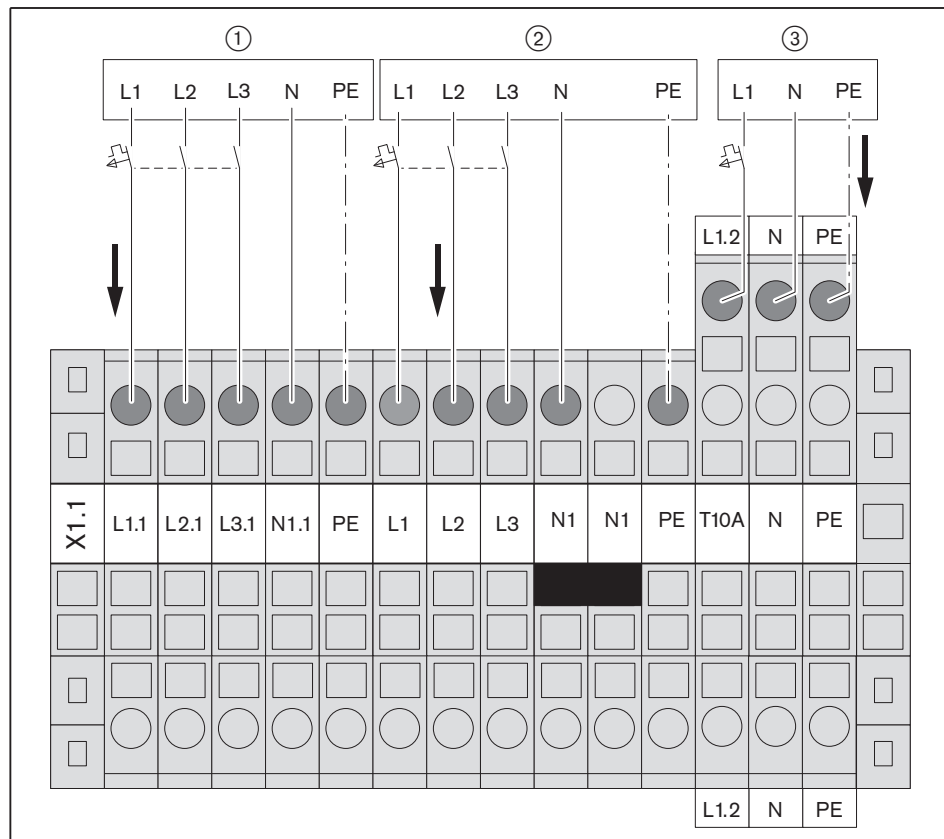 ① ② ③
L1 L2 L3 N PE L1 L2 L3 N PE L1 N PE
L1.2 N PE
X1.1 L1.1 L2.1 L3.1 N1.1 PE L1 L2 L3 N1 N1 PE T10A N PE
L1.2 N PE